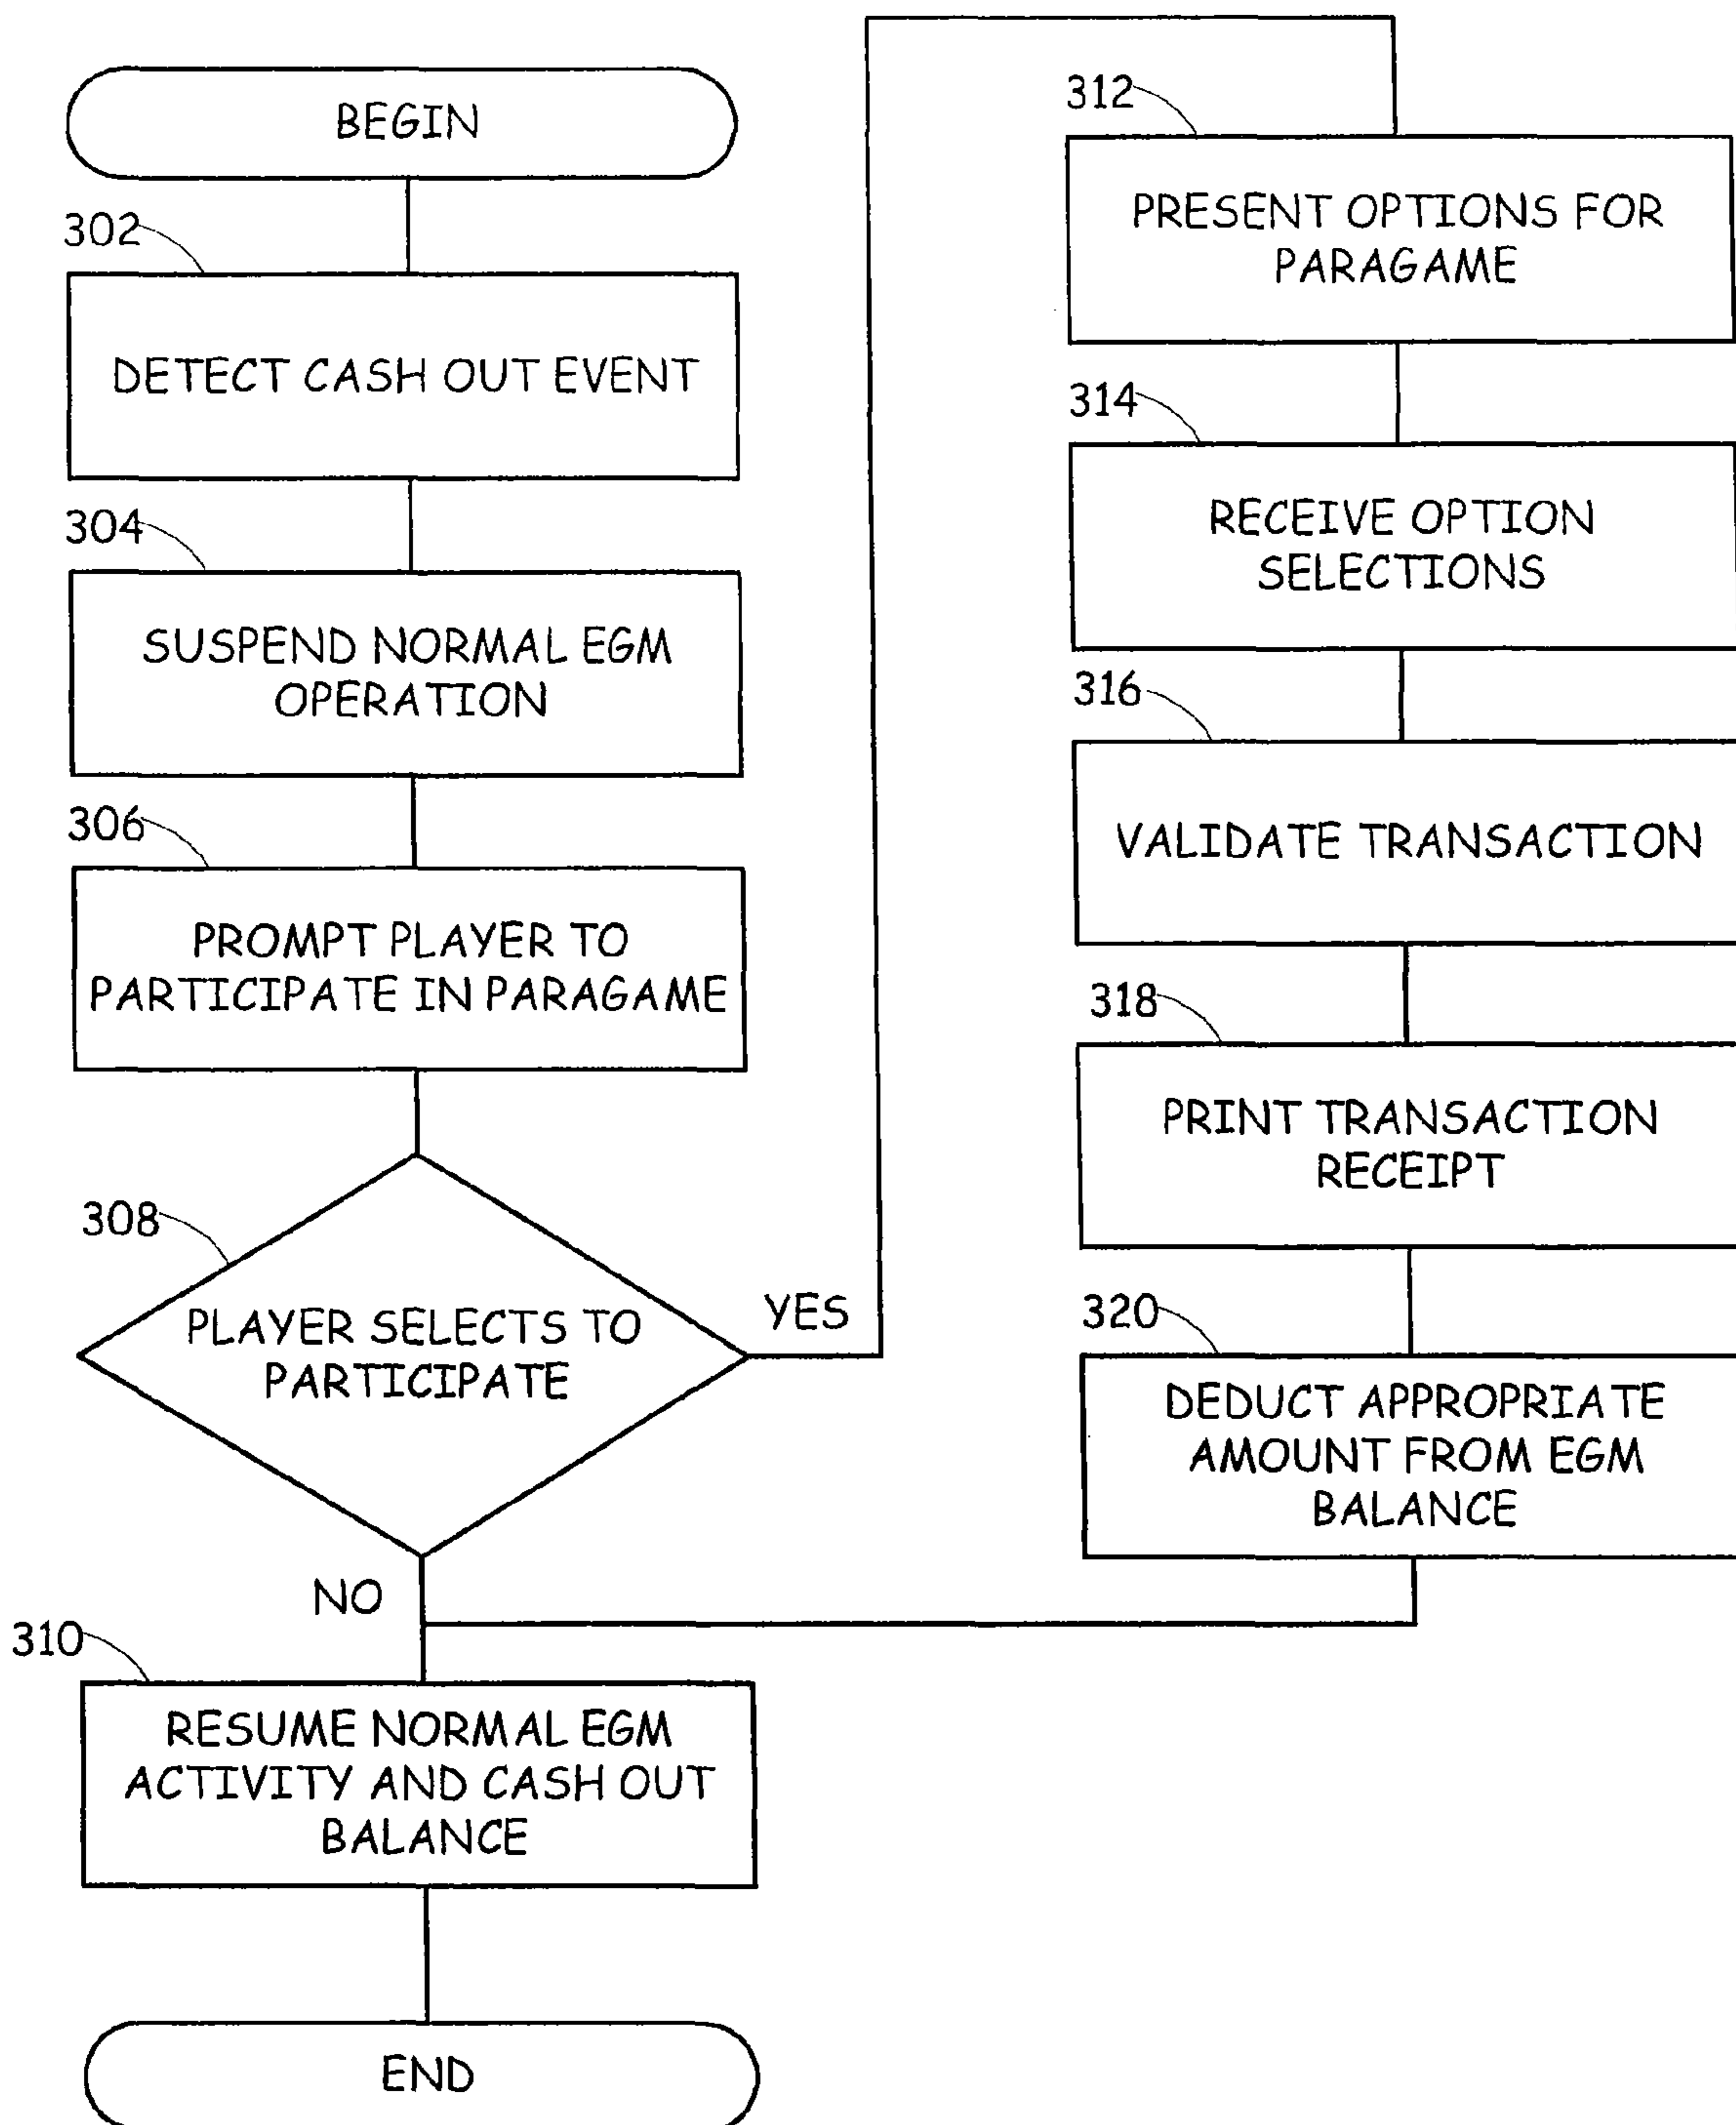 BEGIN
302
DETECT CASH OUT EVENT
304
SUSPEND NORMAL EGM
OPERATION
306
PROMPT PLAYER TO
PARTICIPATE IN PARAGAME
308
PLAYER SELECTS TO
PARTICIPATE
YES
NO
310
RESUME NORMAL EGM
ACTIVITY AND CASH OUT
BALANCE
END
312
PRESENT OPTIONS FOR
PARAGAME
314
RECEIVE OPTION
SELECTIONS
316
VALIDATE TRANSACTION
318
PRINT TRANSACTION
RECEIPT
320
DEDUCT APPROPRIATE
AMOUNT FROM EGM
BALANCE